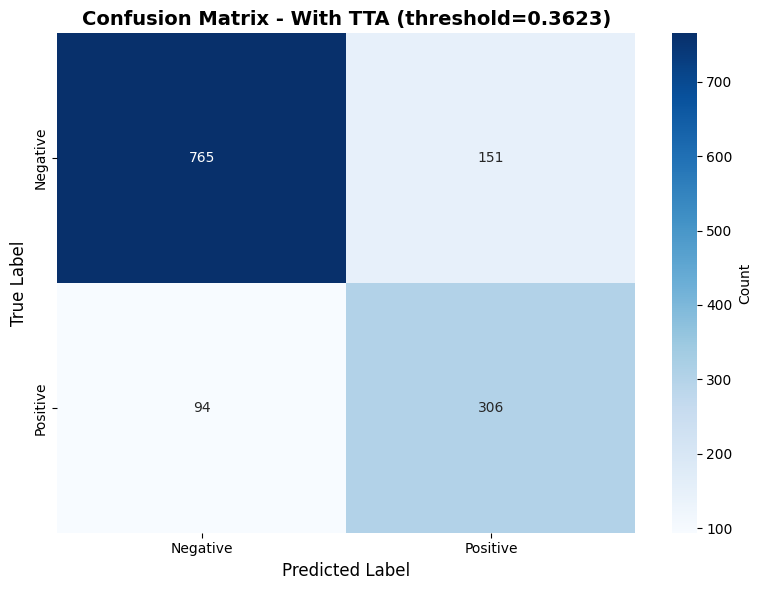 Confusion Matrix - With TTA (threshold=0.3623)
True Label
Negative
Positive
765
151
94
306
Negative
Positive
Predicted Label
700
600
500
400
300
200
100
Count